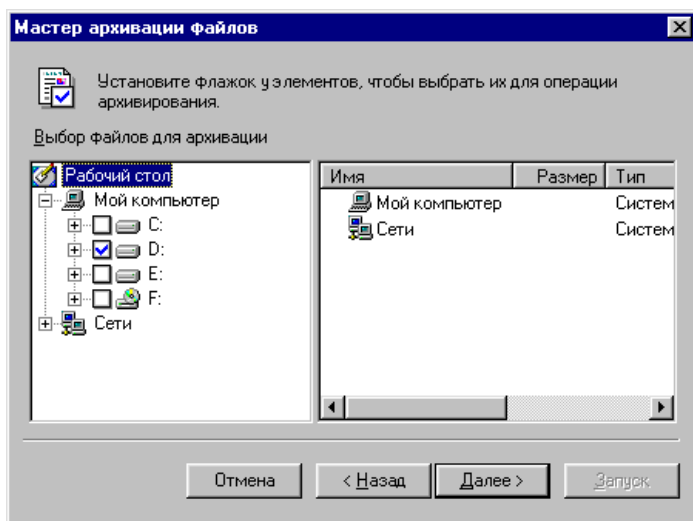 Мастер архивации файлов
Установите флажок у элементов, чтобы выбрать их для операции
архивирования.
Выбор файлов для архивации
Рабочий стол
Мой компьютер
C:
D:
E:
F:
Сети
Имя Размер Тип
Мой компьютер Систем
Сети Систем
Отмена < Назад Далее > Запуск